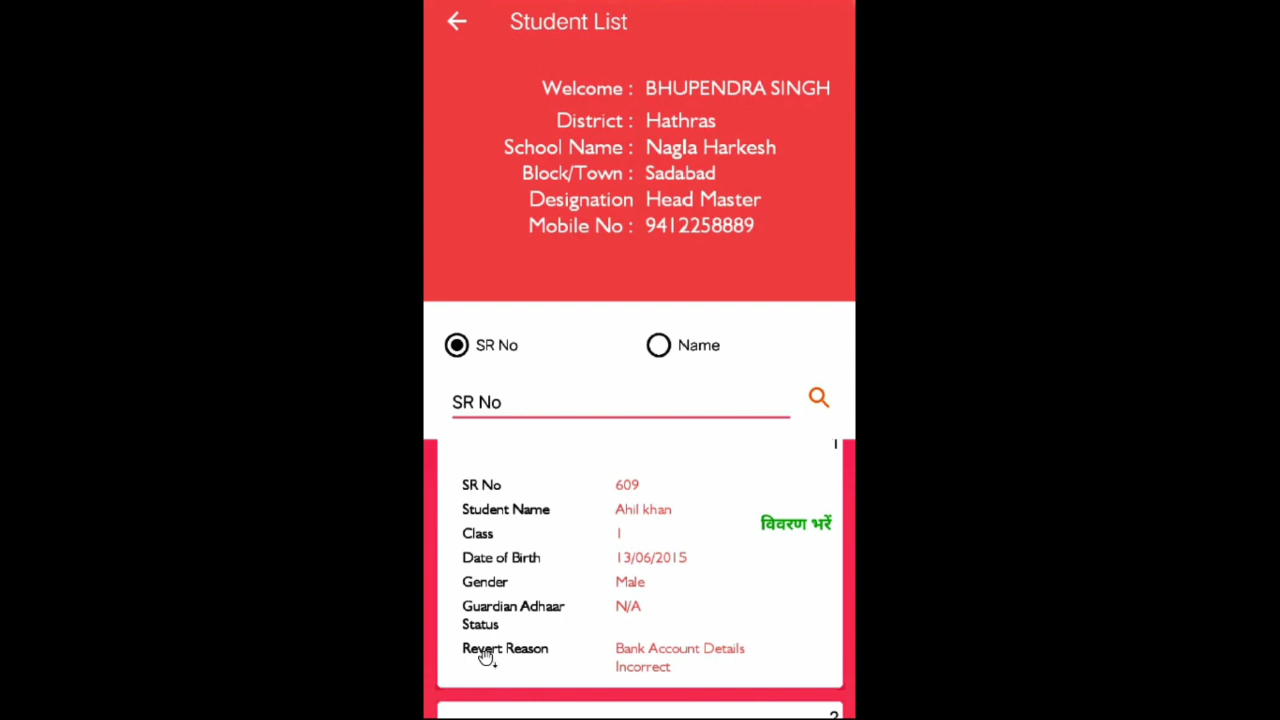 Student List
Welcome : BHUPENDRA SINGH
District : Hathras
School Name : Nagla Harkesh
Block/Town : Sadabad
Designation Head Master
Mobile No : 9412258889
SR No Name
SR No
1
SR No 609
Student Name Ahil khan
विवरण भरें
Class 1
Date of Birth 13/06/2015
Gender Male
Guardian Adhaar N/A
Status
Revert Reason Bank Account Details
Incorrect
2